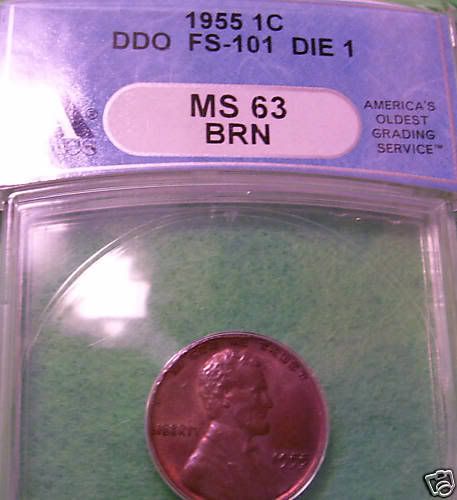 1955 1C
DDO FS-101 DIE 1
MS 63
BRN
AMERICA'S
OLDEST
GRADING
SERVICE™
LIBERTY